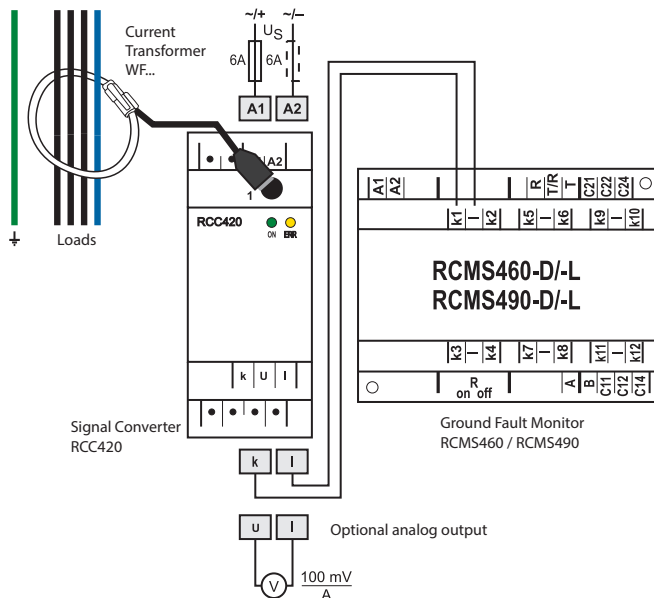 Current
Transformer
WF...
~/+
~/–
US
6A
6A
A1
A2
A2
1
RCC420
ON
ERR
k U l
Loads
Signal Converter
RCC420
k
l
u
l
Optional analog output
V
100 mV
A
A1
A2
R
T/R
T
C21
C22
C24
k1
l
k2
k5
l
k6
k9
l
k10
RCMS460-D/-L
RCMS490-D/-L
k3
l
k4
k7
l
k8
k11
l
k12
R
on off
A
B
C11
C12
C14
Ground Fault Monitor
RCMS460 / RCMS490